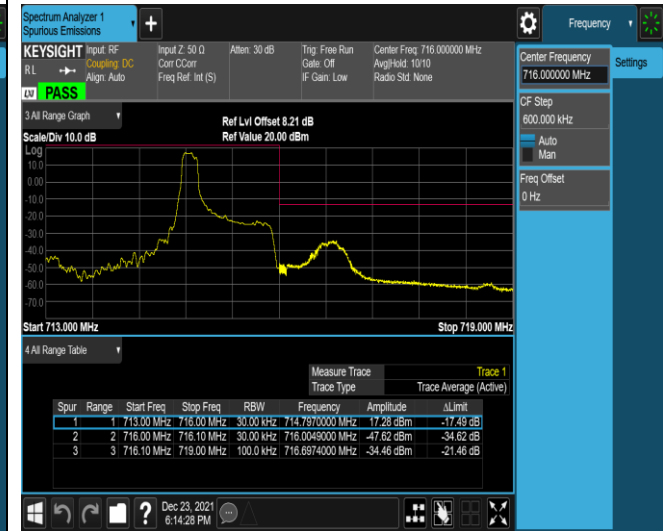 Spectrum Analyzer 1
Spurious Emissions
Frequency
KEYSIGHT Input: RF Input Z: 50 Ω Atten: 30 dB Trig: Free Run Center Freq: 716.000000 MHz
RL Coupling: DC Corr CCorr Gate: Off Avg|Hold: 10/10
Align: Auto Freq Ref: Int (S) IF Gain: Low Radio Std: None
LU PASS
Center Frequency
716.000000 MHz
Settings
CF Step
600.000 kHz
Auto
Man
Freq Offset
0 Hz
3 All Range Graph
Ref Lvl Offset 8.21 dB
Scale/Div 10.0 dB Ref Value 20.00 dBm
Log
10.0
0.00
-10.0
-20.0
-30.0
-40.0
-50.0
-60.0
-70.0
Start 713.000 MHz Stop 719.000 MHz
4 All Range Table
Measure Trace Trace 1
Trace Type Trace Average (Active)
Spur Range Start Freq Stop Freq RBW Frequency Amplitude ΔLimit
1 1 713.00 MHz 716.00 MHz 30.00 kHz 714.7970000 MHz 17.28 dBm -17.49 dB
2 2 716.00 MHz 716.10 MHz 30.00 kHz 716.0049000 MHz -47.62 dBm -34.62 dB
3 3 716.10 MHz 719.00 MHz 100.0 kHz 716.6974000 MHz -34.46 dBm -21.46 dB
Dec 23, 2021
6:14:28 PM